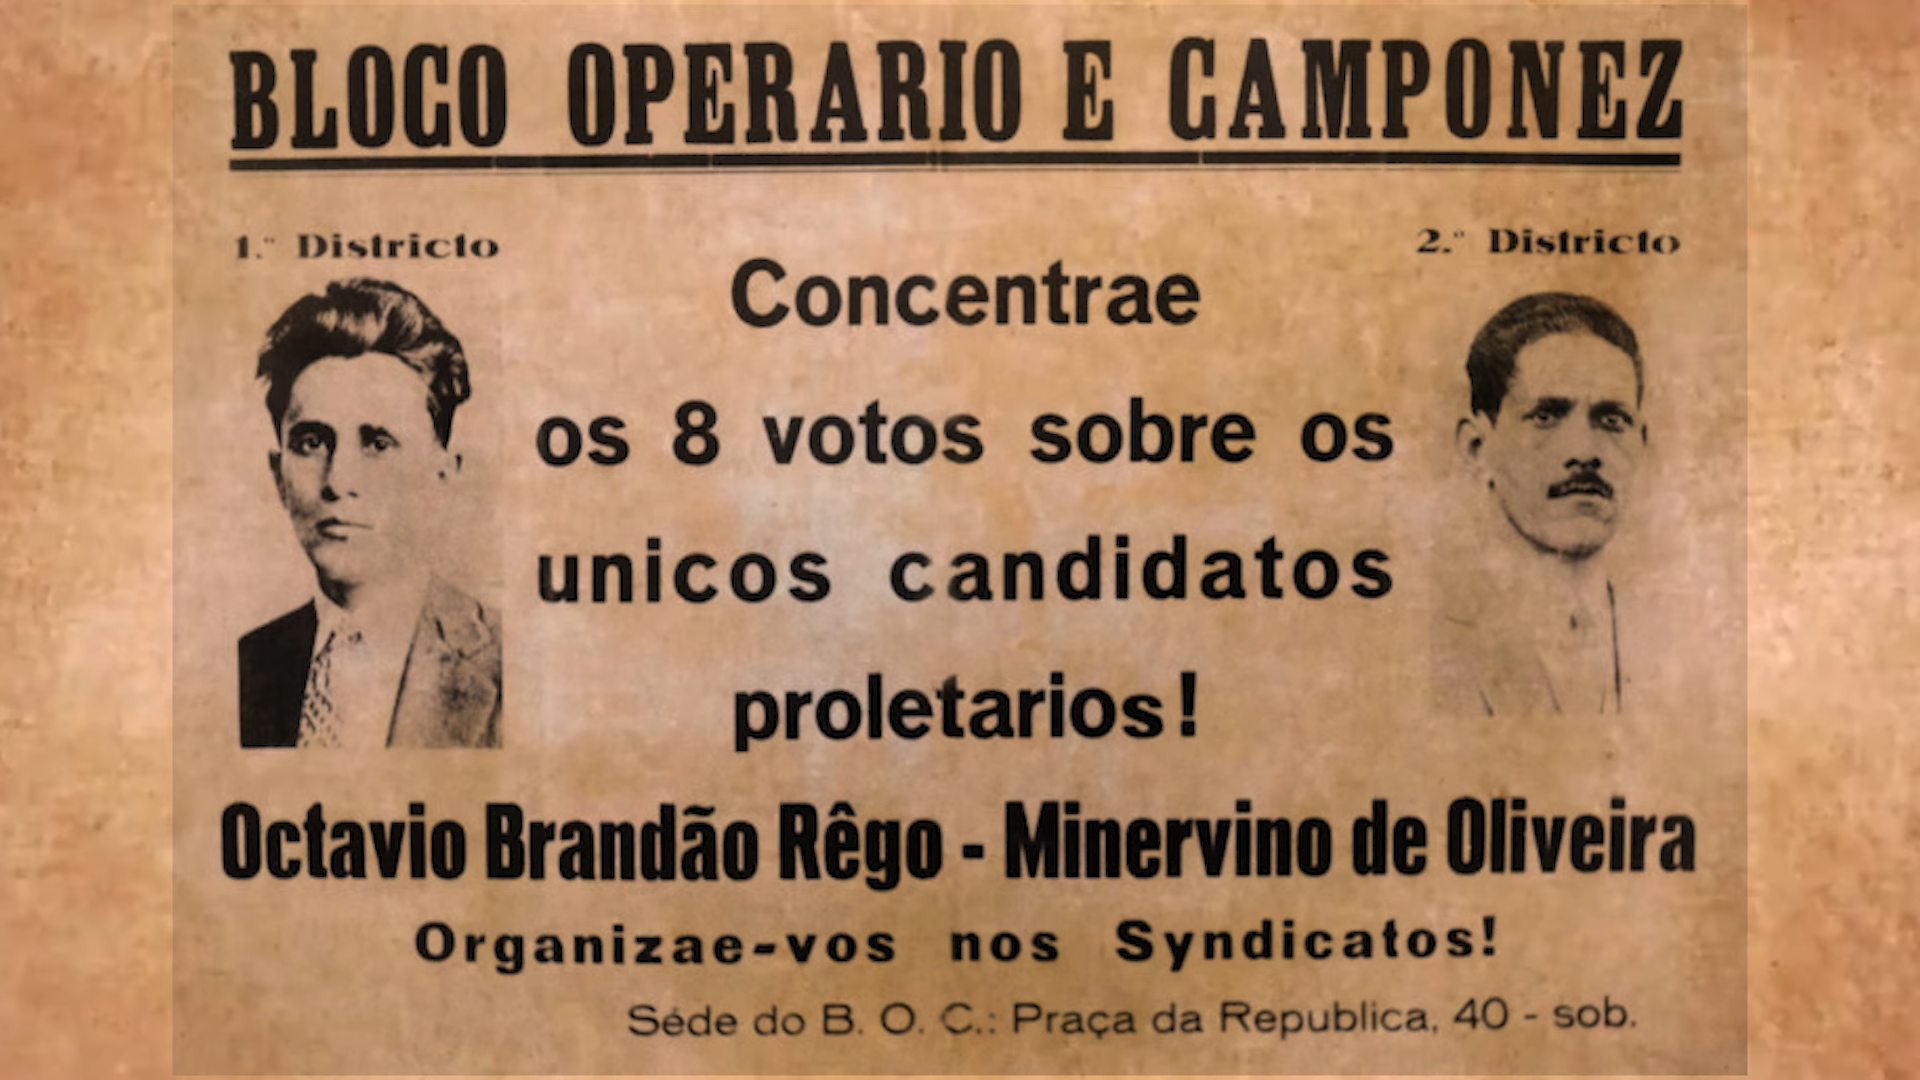 BLOCO OPERARIO E CAMPONEZ
1.º Districto
2.º Districto
Concentrae
os 8 votos sobre os
unicos candidatos
proletarios!
Octavio Brandão Rêgo - Minervino de Oliveira
Organizae-vos nos Syndicatos!
Séde do B. O. C.: Praça da Republica, 40 - sob.